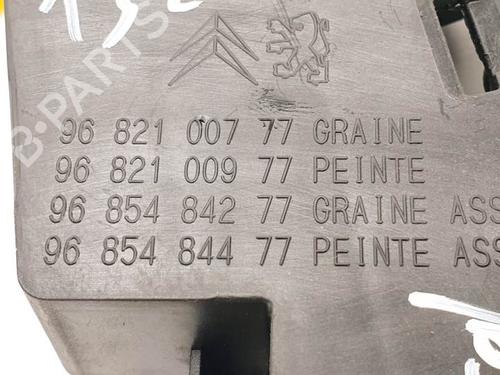 B-PARTS
96 821 007 77 GRAINE
96 821 009 77 PEINTE
96 854 842 77 GRAINE ASS
96 854 844 77 PEINTE ASS